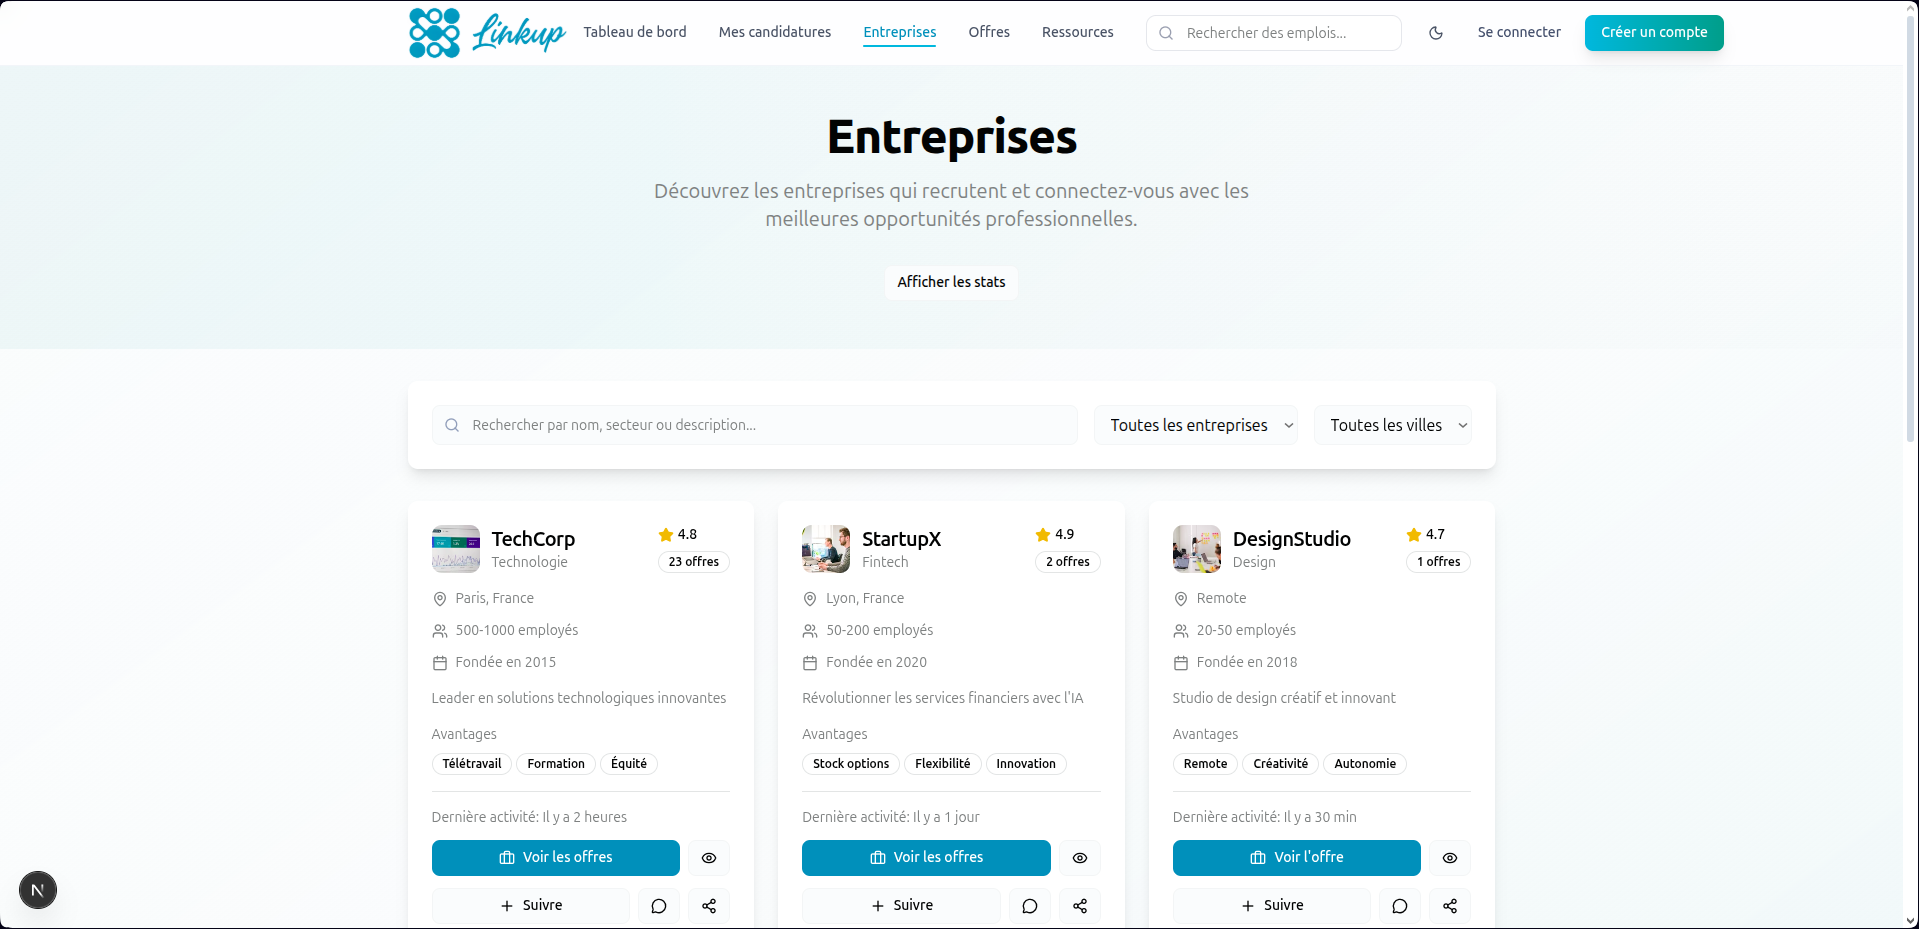 Linkup
Tableau de bord
Mes candidatures
Entreprises
Offres
Ressources
Rechercher des emplois...
Se connecter
Créer un compte
Entreprises
Découvrez les entreprises qui recrutent et connectez-vous avec les
meilleures opportunités professionnelles.
Afficher les stats
Rechercher par nom, secteur ou description...
Toutes les entreprises
Toutes les villes
TechCorp
Technologie
4.8
23 offres
Paris, France
500-1000 employés
Fondée en 2015
Leader en solutions technologiques innovantes
Avantages
Télétravail
Formation
Équité
Dernière activité: Il y a 2 heures
Voir les offres
Suivre
StartupX
Fintech
4.9
2 offres
Lyon, France
50-200 employés
Fondée en 2020
Révolutionner les services financiers avec l'IA
Avantages
Stock options
Flexibilité
Innovation
Dernière activité: Il y a 1 jour
Voir les offres
Suivre
DesignStudio
Design
4.7
1 offres
Remote
20-50 employés
Fondée en 2018
Studio de design créatif et innovant
Avantages
Remote
Créativité
Autonomie
Dernière activité: Il y a 30 min
Voir l'offre
Suivre
N